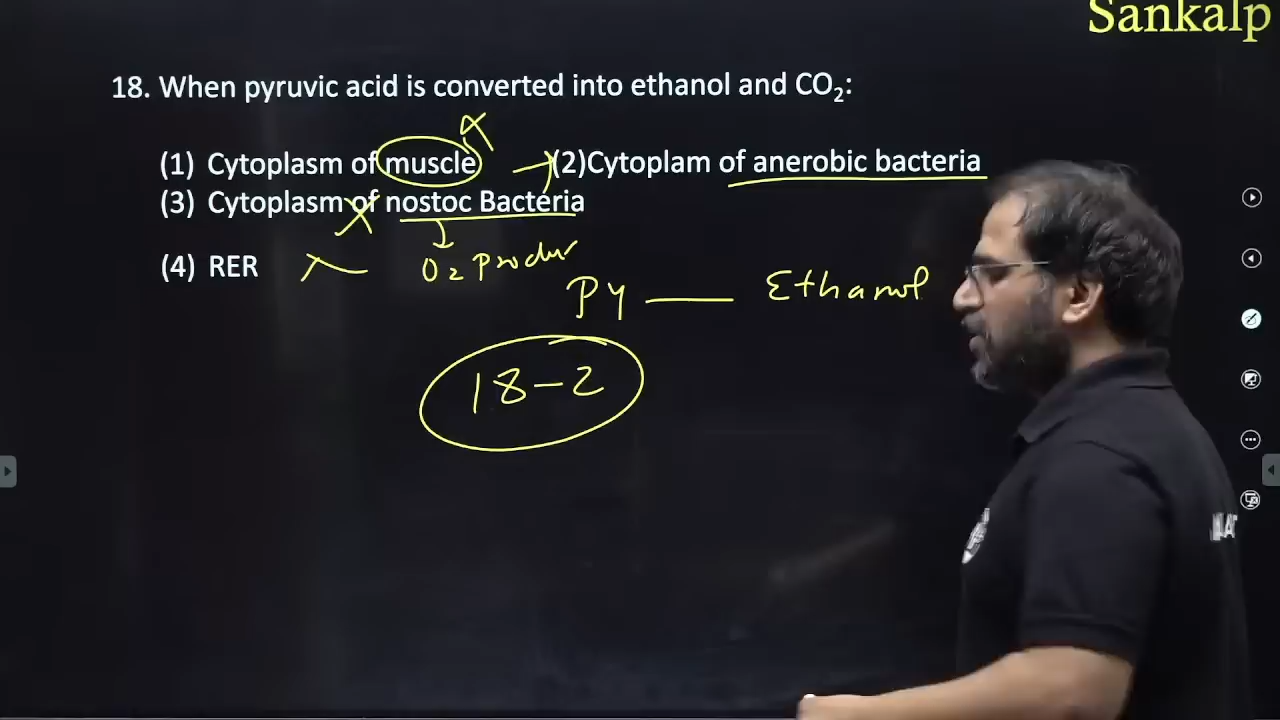 Sankalp
18. When pyruvic acid is converted into ethanol and CO₂:
(1) Cytoplasm of muscle (2)Cytoplam of anerobic bacteria
(3) Cytoplasm of nostoc Bacteria
(4) RER
O2 Produ
Py — Ethanol
18-2